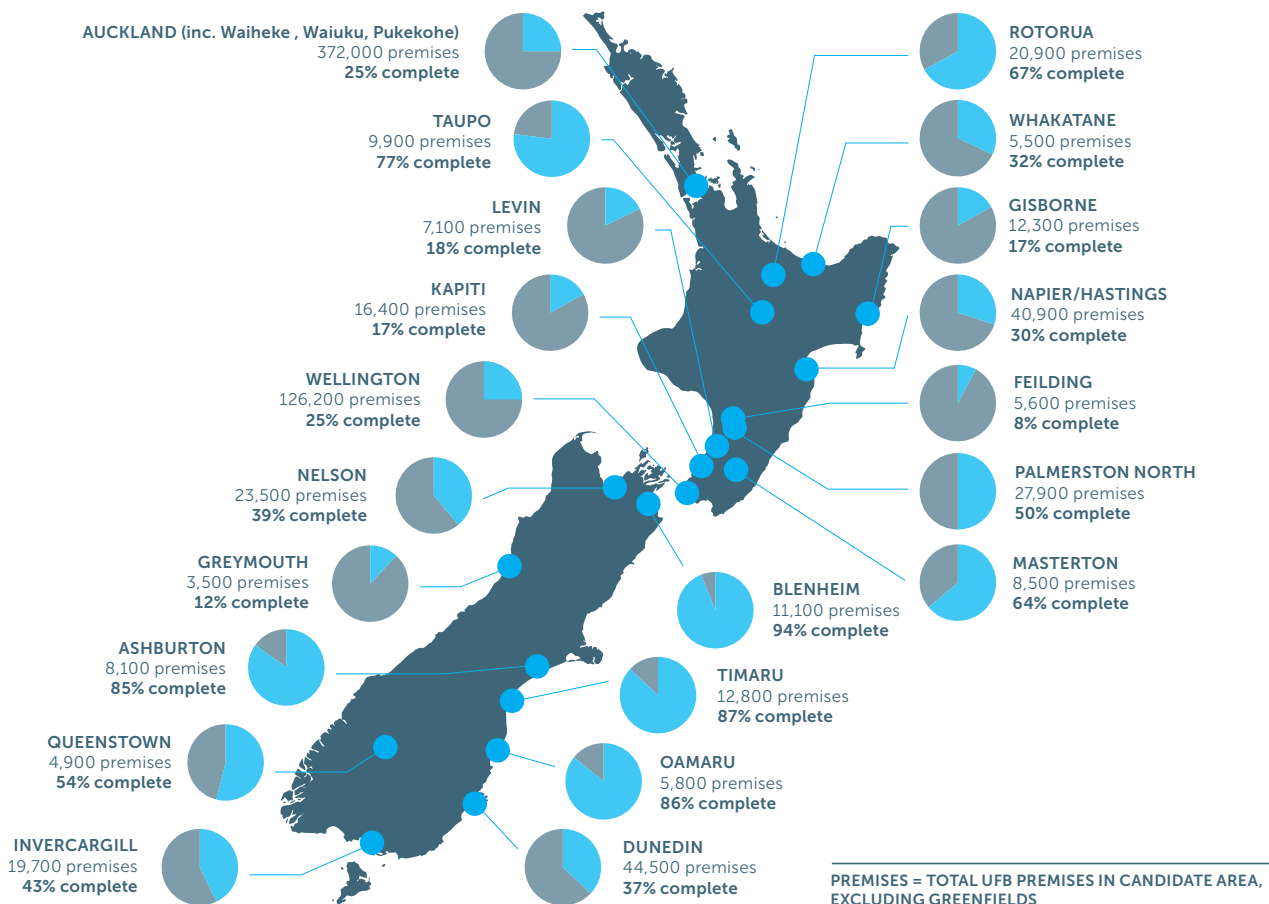 AUCKLAND (inc. Waiheke , Waiuku, Pukekohe)
372,000 premises
25% complete
TAUPO
9,900 premises
77% complete
LEVIN
7,100 premises
18% complete
KAPITI
16,400 premises
17% complete
WELLINGTON
126,200 premises
25% complete
NELSON
23,500 premises
39% complete
GREYMOUTH
3,500 premises
12% complete
ASHBURTON
8,100 premises
85% complete
QUEENSTOWN
4,900 premises
54% complete
INVERCARGILL
19,700 premises
43% complete
ROTORUA
20,900 premises
67% complete
WHAKATANE
5,500 premises
32% complete
GISBORNE
12,300 premises
17% complete
NAPIER/HASTINGS
40,900 premises
30% complete
FEILDING
5,600 premises
8% complete
PALMERSTON NORTH
27,900 premises
50% complete
MASTERTON
8,500 premises
64% complete
BLENHEIM
11,100 premises
94% complete
TIMARU
12,800 premises
87% complete
OAMARU
5,800 premises
86% complete
DUNEDIN
44,500 premises
37% complete
PREMISES = TOTAL UFB PREMISES IN CANDIDATE AREA,
EXCLUDING GREENFIELDS